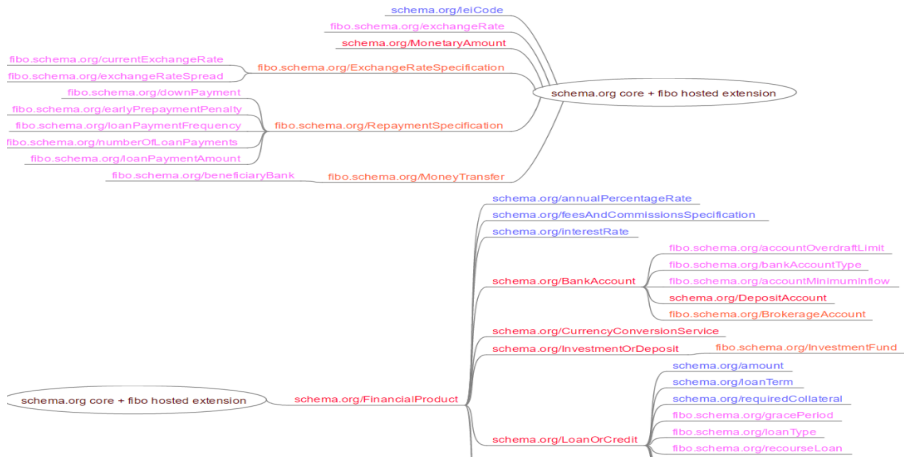 schema.org/leiCode
fibo.schema.org/exchangeRate
schema.org/MonetaryAmount
fibo.schema.org/currentExchangeRate
fibo.schema.org/ExchangeRateSpecification
fibo.schema.org/exchangeRateSpread
fibo.schema.org/downPayment
schema.org core + fibo hosted extension
fibo.schema.org/earlyPrepaymentPenalty
fibo.schema.org/loanPaymentFrequency
fibo.schema.org/RepaymentSpecification
fibo.schema.org/numberOfLoanPayments
fibo.schema.org/loanPaymentAmount
fibo.schema.org/beneficiaryBank
fibo.schema.org/MoneyTransfer
schema.org/annualPercentageRate
schema.org/feesAndCommissionsSpecification
schema.org/interestRate
fibo.schema.org/accountOverdraftLimit
fibo.schema.org/bankAccountType
schema.org/BankAccount
fibo.schema.org/accountMinimumInflow
schema.org/DepositAccount
fibo.schema.org/BrokerageAccount
schema.org/CurrencyConversionService
schema.org/InvestmentOrDeposit
fibo.schema.org/InvestmentFund
schema.org/amount
schema.org/loanTerm
schema.org core + fibo hosted extension
schema.org/FinancialProduct
schema.org/requiredCollateral
fibo.schema.org/gracePeriod
fibo.schema.org/loanType
schema.org/LoanOrCredit
fibo.schema.org/recourseLoan